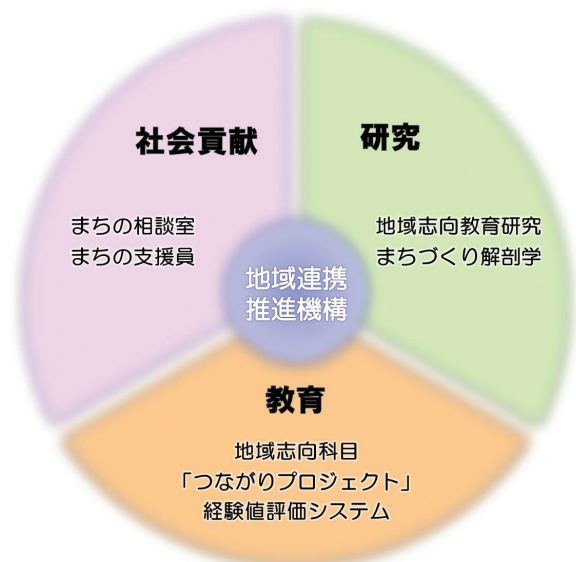 社会貢献
まちの相談室
まちの支援員
研究
地域志向教育研究
まちづくり解剖学
地域連携
推進機構
教育
地域志向科目
「つながりプロジェクト」
経験値評価システム